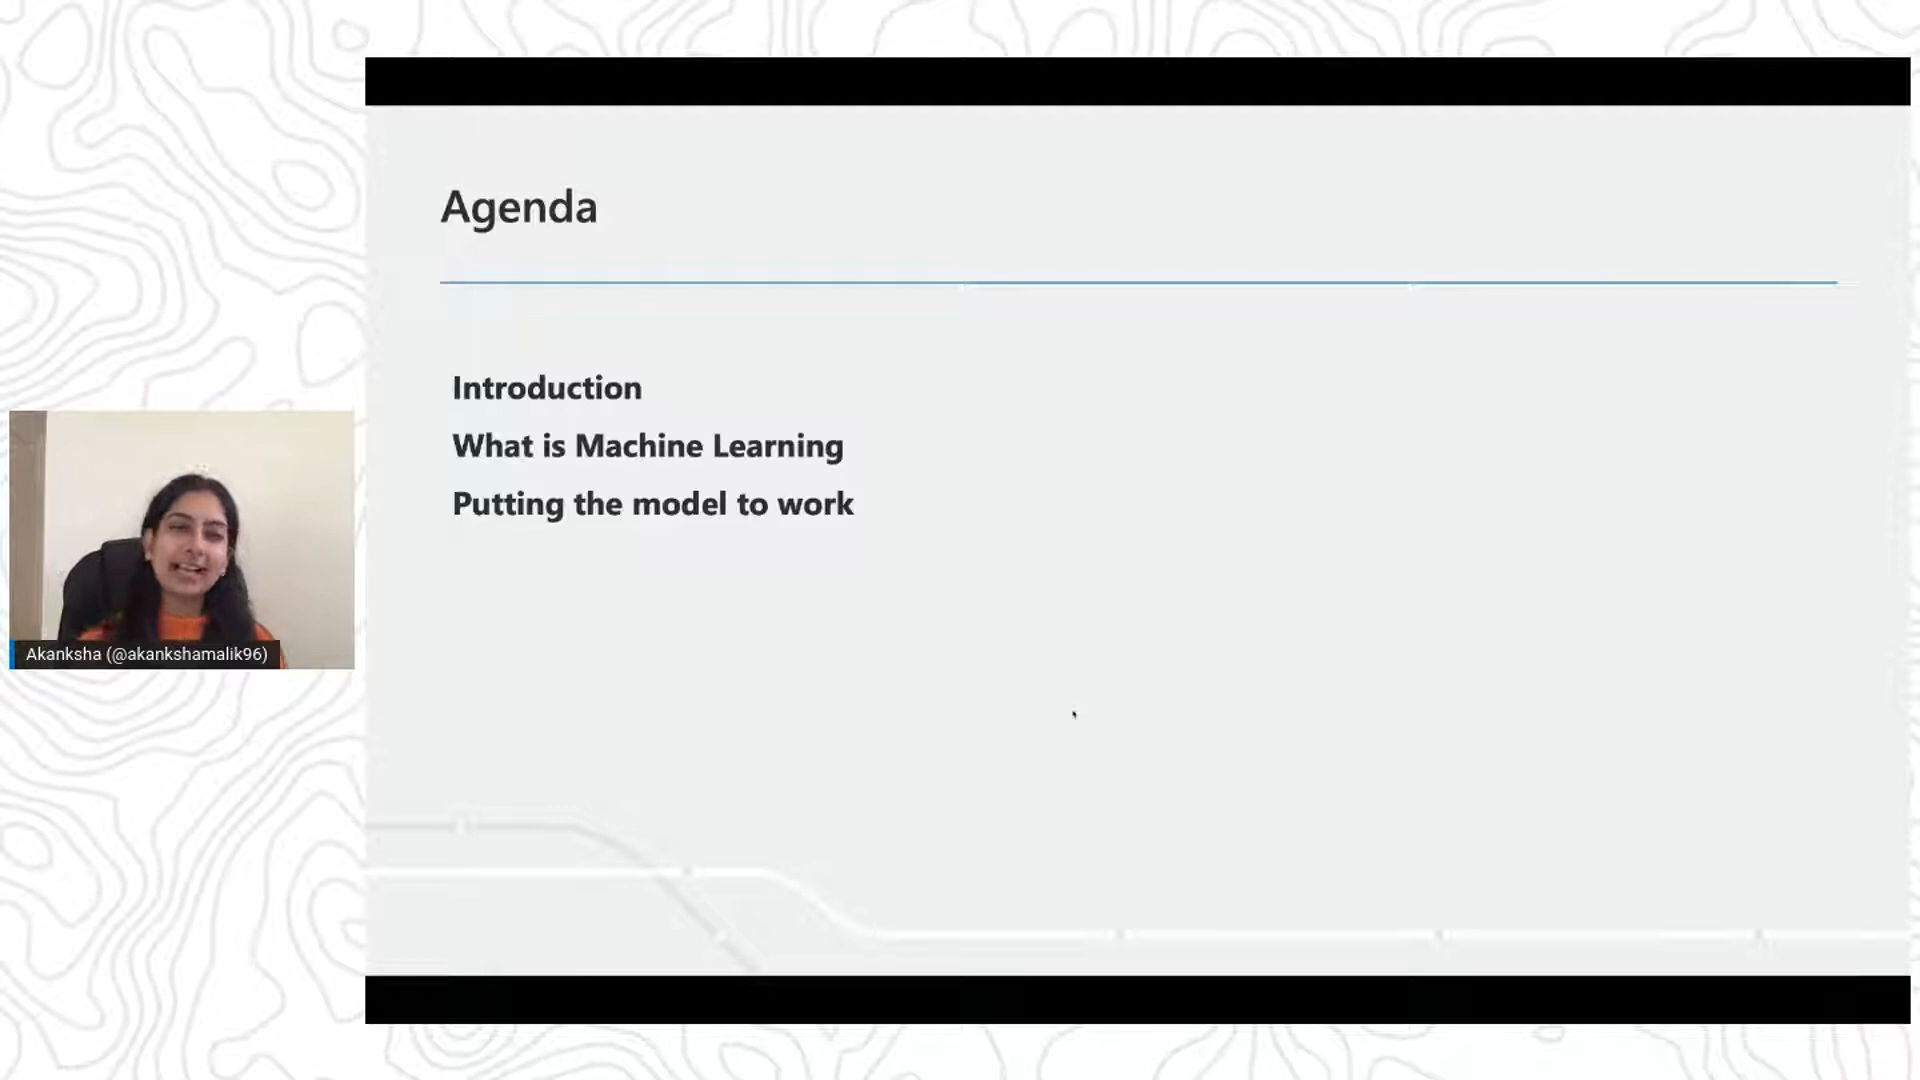 Agenda
Introduction
What is Machine Learning
Putting the model to work
Akanksha (@akankshamalik96)